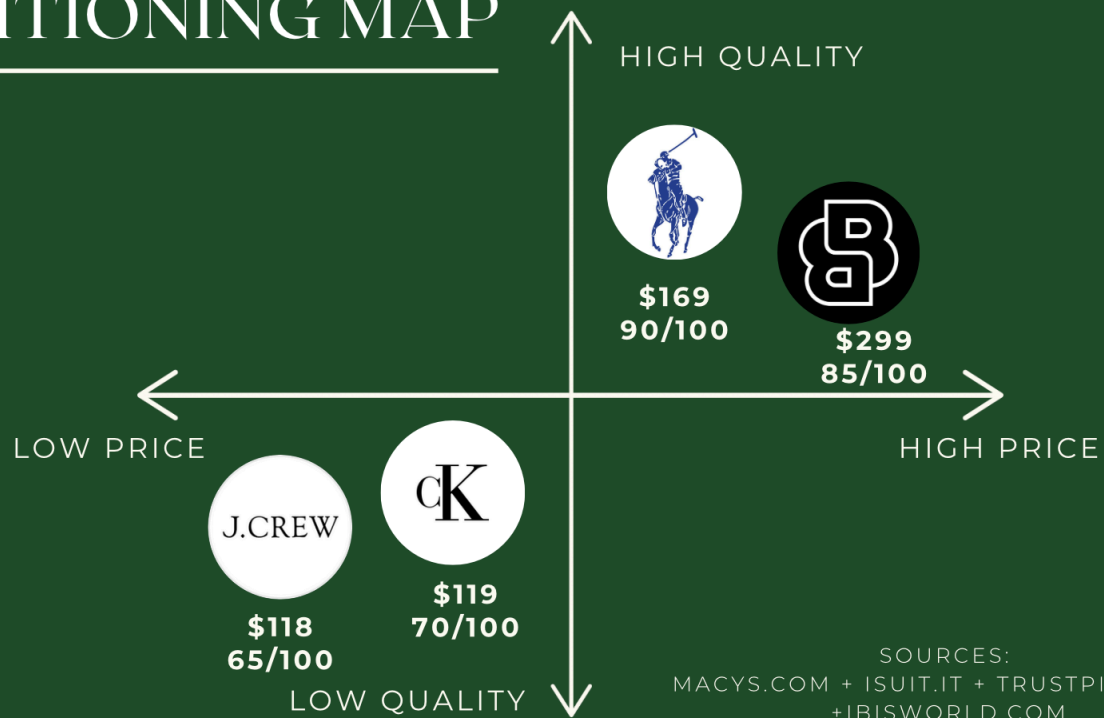 ITIONING MAP
HIGH QUALITY
$169
90/100
B
B
$299
85/100
LOW PRICE
HIGH PRICE
J.CREW
cK
$118
65/100
$119
70/100
LOW QUALITY
SOURCES:
MACYS.COM + ISUIT.IT + TRUSTPI
+IBISWORLD.COM